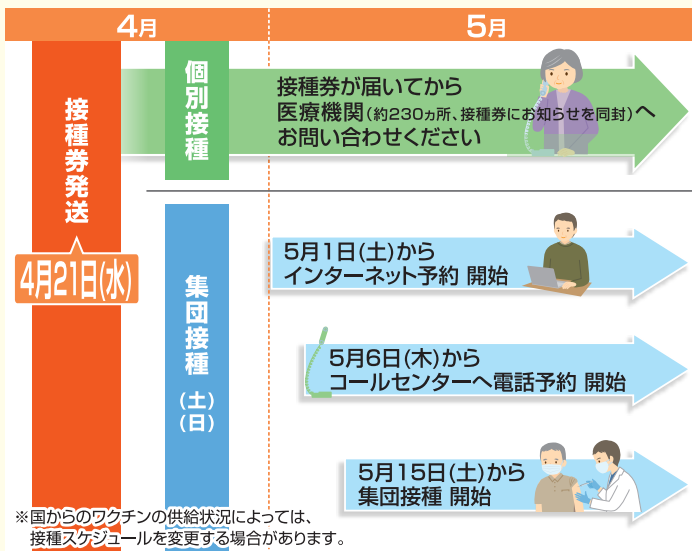 4月
5月
接種券発送
4月21日(水)
個別接種
接種券が届いてから
医療機関(約230ヵ所、接種券にお知らせを同封)へ
お問い合わせください
集団接種
(土)
(日)
5月1日(土)から
インターネット予約 開始
5月6日(木)から
コールセンターへ電話予約 開始
5月15日(土)から
集団接種 開始
※国からのワクチンの供給状況によっては、
接種スケジュールを変更する場合があります。